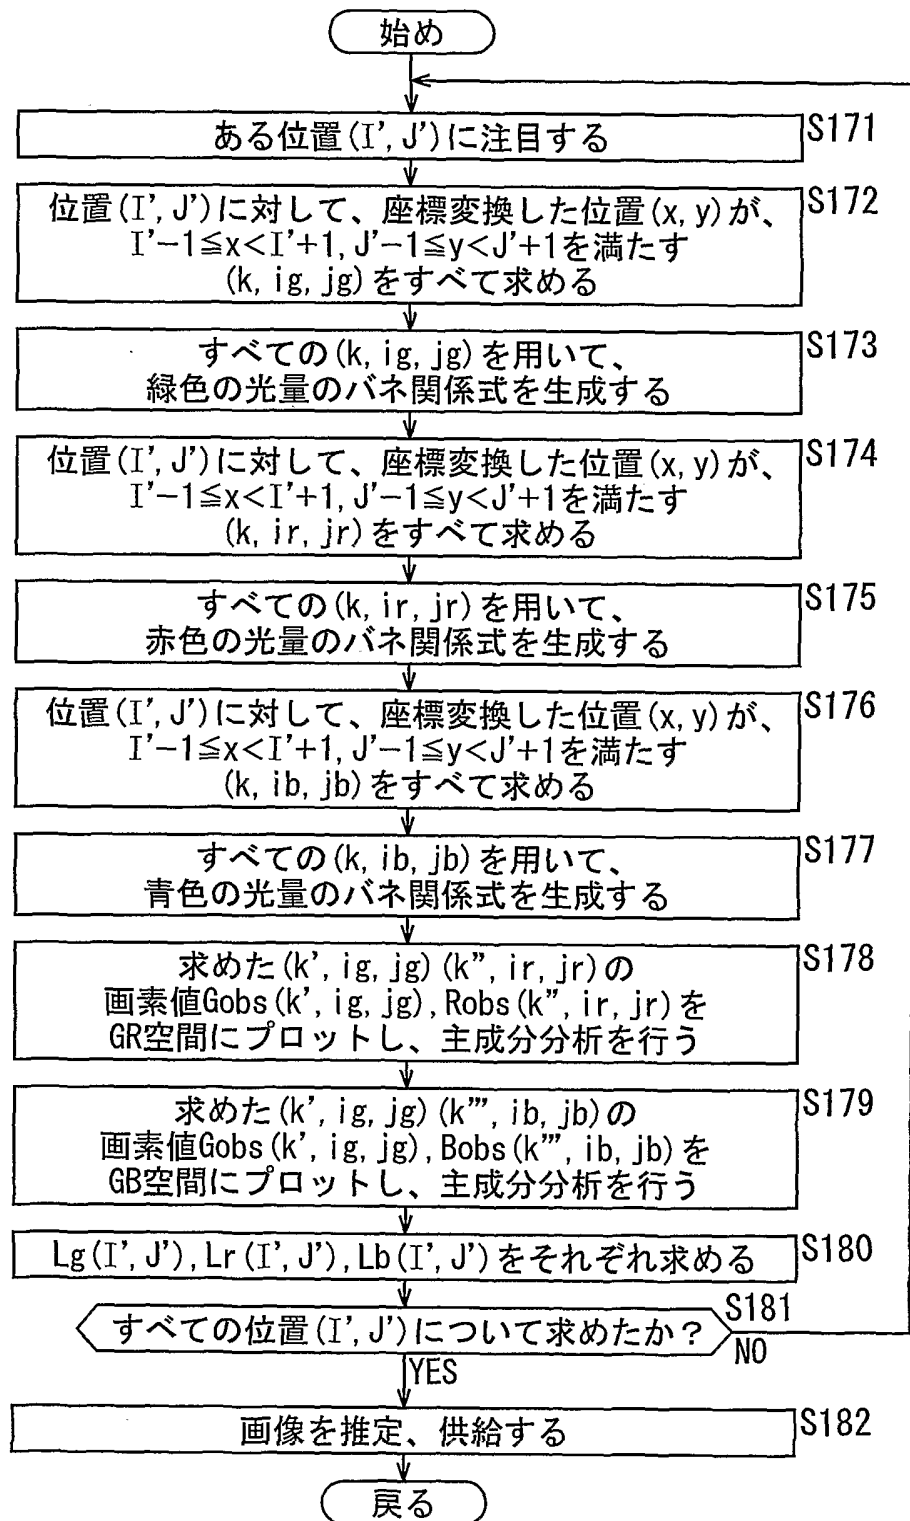 始め
ある位置(I',J')に注目する
S171
位置(I',J')に対して、座標変換した位置(x,y)が、
I'-1≦x<I'+1,J'-1≦y<J'+1を満たす
(k,ig,jg)をすべて求める
S172
すべての(k,ig,jg)を用いて、
緑色の光量のバネ関係式を生成する
S173
位置(I',J')に対して、座標変換した位置(x,y)が、
I'-1≦x<I'+1,J'-1≦y<J'+1を満たす
(k,ir,jr)をすべて求める
S174
すべての(k,ir,jr)を用いて、
赤色の光量のバネ関係式を生成する
S175
位置(I',J')に対して、座標変換した位置(x,y)が、
I'-1≦x<I'+1,J'-1≦y<J'+1を満たす
(k,ib,jb)をすべて求める
S176
すべての(k,ib,jb)を用いて、
青色の光量のバネ関係式を生成する
S177
求めた(k',ig,jg)(k'',ir,jr)の
画素値Gobs(k',ig,jg),Robs(k'',ir,jr)を
GR空間にプロットし、主成分分析を行う
S178
求めた(k',ig,jg)(k''',ib,jb)の
画素値Gobs(k',ig,jg),Bobs(k''',ib,jb)を
GB空間にプロットし、主成分分析を行う
S179
Lg(I',J'),Lr(I',J'),Lb(I',J')をそれぞれ求める
S180
すべての位置(I',J')について求めたか?
S181
NO
YES
画像を推定、供給する
S182
戻る